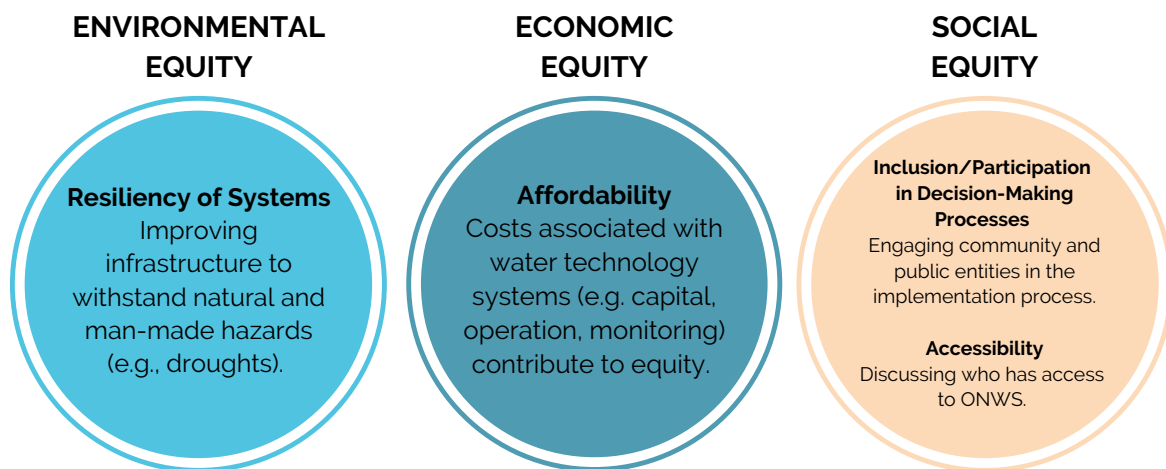 ENVIRONMENTAL
EQUITY
Resiliency of Systems
Improving
infrastructure to
withstand natural and
man-made hazards
(e.g., droughts).
ECONOMIC
EQUITY
Affordability
Costs associated with
water technology
systems (e.g. capital,
operation, monitoring)
contribute to equity.
SOCIAL
EQUITY
Inclusion/Participation
in Decision-Making
Processes
Engaging community and
public entities in the
implementation process.
Accessibility
Discussing who has access
to ONWS.